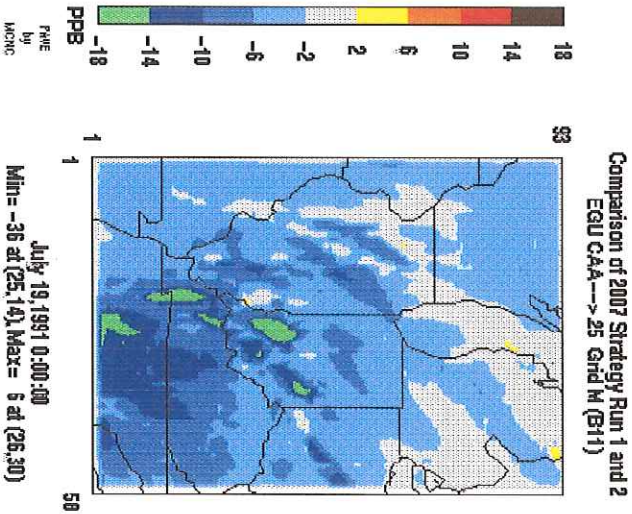 Comparison of 2007 Strategy Run 1 and 2
EGU CAA--->.25 Grid M (B11)
18
14
10
6
2
-2
-6
-10
-14
-18
PPB
PAVE
by
MCNC
93
1
1
July 19,1991 0:00:00
Min= -36 at (25,14), Max= 6 at (26,30)